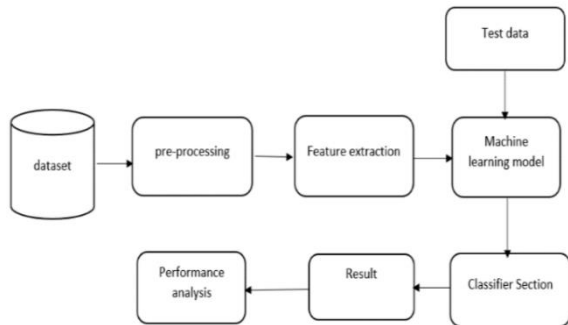 Test data
dataset
pre-processing
Feature extraction
Machine
learning model
Performance
analysis
Result
Classifier Section